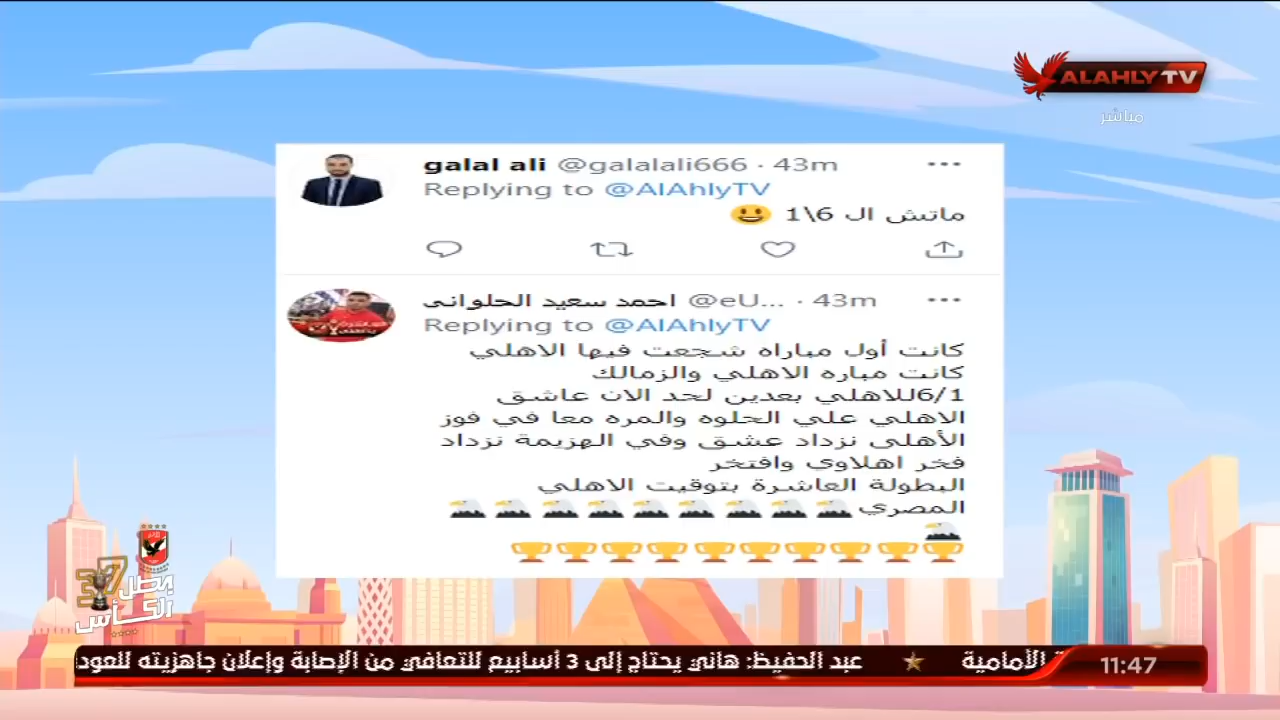 ALAHLY TV
مباشر
galal ali @galalali666 · 43m
Replying to @AlAhlyTV
ماتش ال 6\1 😃
احمد سعيد الحلوانى @eU... · 43m
Replying to @AlAhlyTV
كانت أول مباراه شجعت فيها الاهلي
كانت مباره الاهلي والزمالك
6/1للاهلي بعدين لحد الان عاشق
الاهلي علي الحلوه والمره معا في فوز
الأهلى نزداد عشق وفي الهزيمة نزداد
فخر اهلاوي وافتخر
البطولة العاشرة بتوقيت الاهلي
المصري
37
بطل
الكأس
الأمامية ★ عبد الحفيظ: هاني يحتاج إلى 3 أسابيع للتعافي من الإصابة وإعلان جاهزيته للعود
11:47